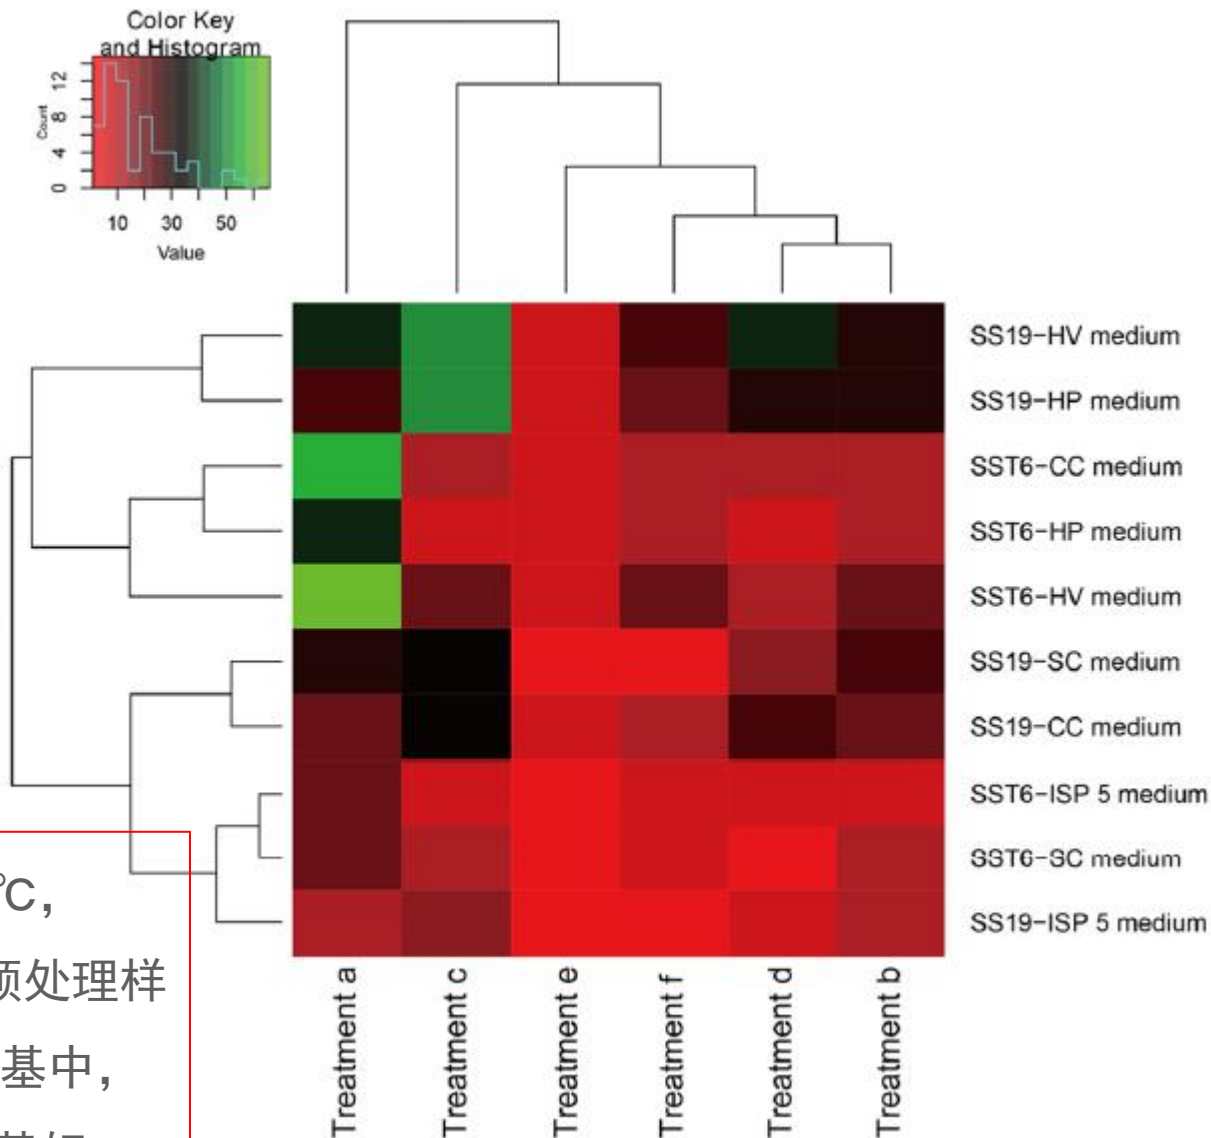 Color Key
and Histogram
Count
0 4 8 12
10 30 50
Value
SS19-HV medium
SS19-HP medium
SST6-CC medium
SST6-HP medium
SST6-HV medium
SS19-SC medium
SS19-CC medium
SST6-ISP 5 medium
SST6-SC medium
SS19-ISP 5 medium
℃,
预处理样
基中,
Treatment a
Treatment c
Treatment e
Treatment f
Treatment d
Treatment b